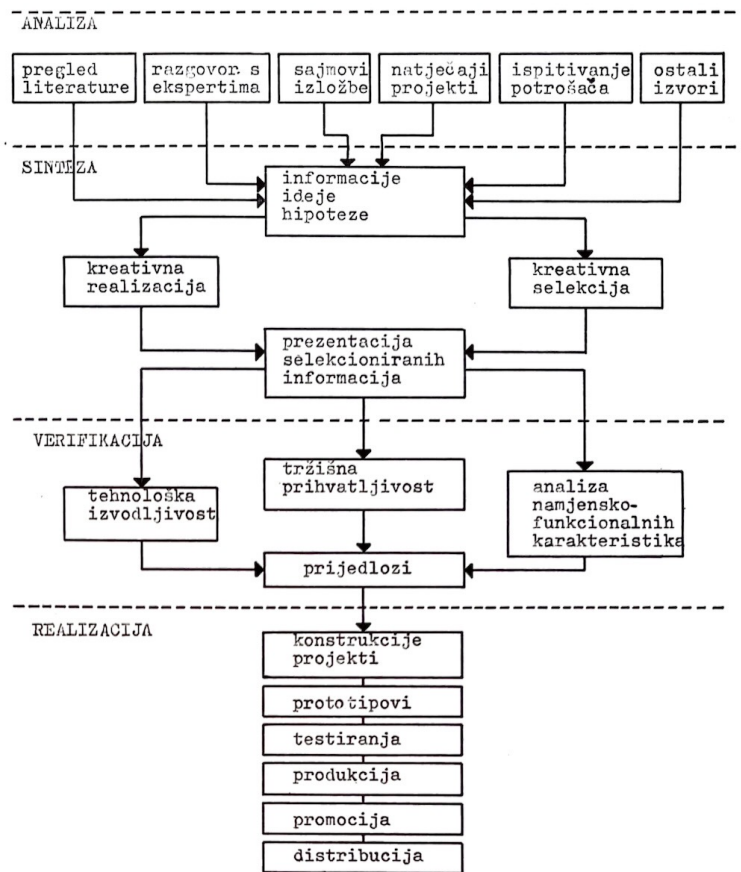 ANALIZA
pregled
literature
razgovor s
ekspertima
sajmovi
izložbe
natječaji
projekti
ispitivanje
potrošača
ostali
izvori
SINTEZA
informacije
ideje
hipoteze
kreativna
realizacija
kreativna
selekcija
prezentacija
selekcioniranih
informacija
VERIFIKACIJA
tehnološka
izvodljivost
tržišna
prihvatljivost
analiza
namjensko-
funkcionalnih
karakteristika
prijedlozi
REALIZACIJA
konstrukcije
projekti
prototipovi
testiranja
produkcija
promocija
distribucija